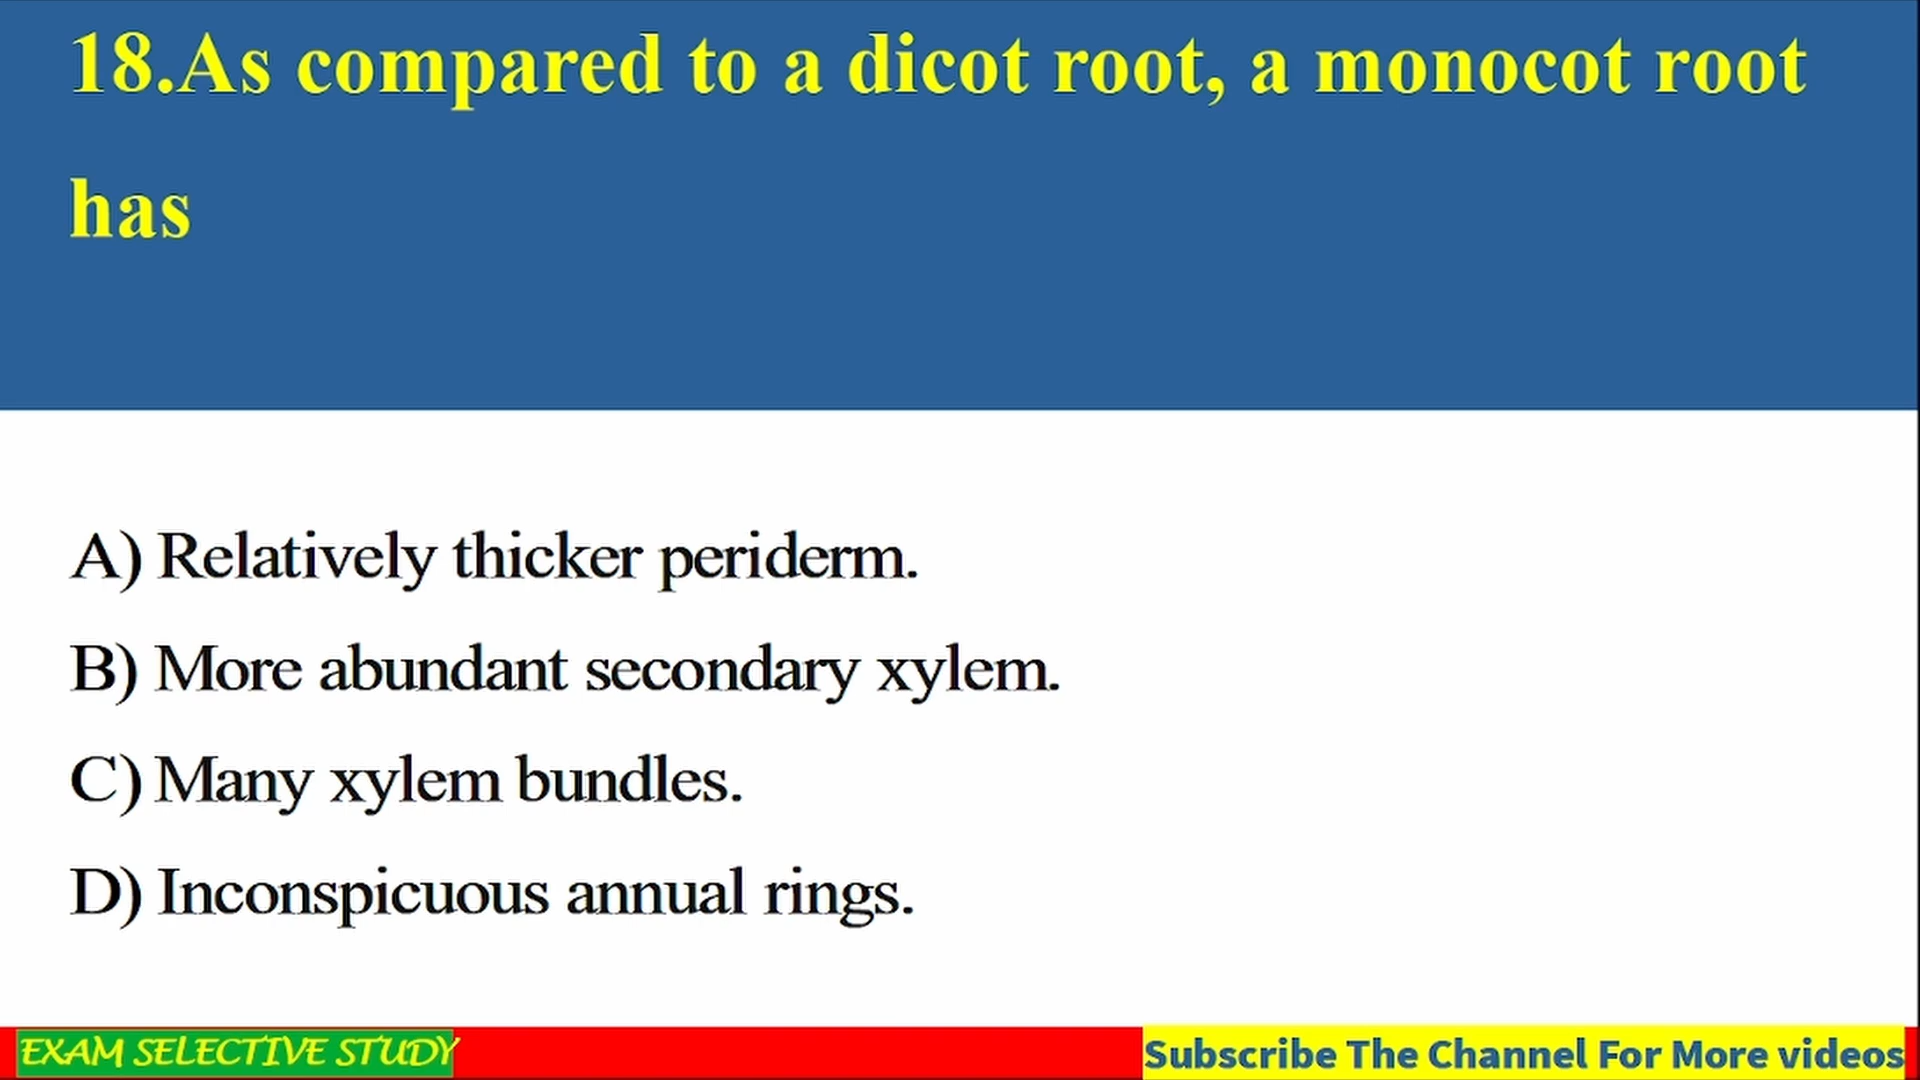 18.As compared to a dicot root, a monocot root
has
A) Relatively thicker periderm.
B) More abundant secondary xylem.
C) Many xylem bundles.
D) Inconspicuous annual rings.
EXAM SELECTIVE STUDY
Subscribe The Channel For More videos